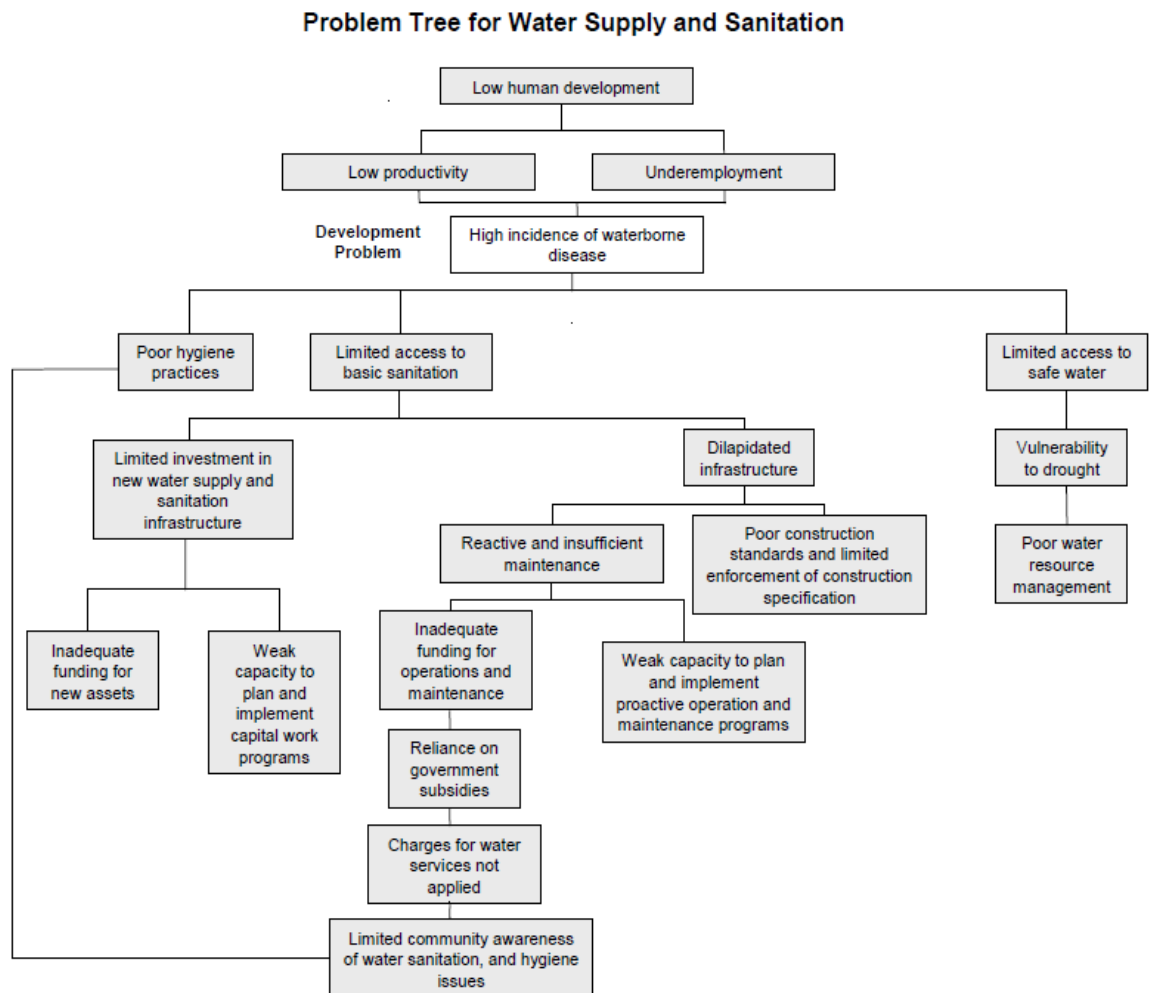 Problem Tree for Water Supply and Sanitation
Low human development
Low productivity
Underemployment
Development
Problem
High incidence of waterborne
disease
Poor hygiene
practices
Limited access to
basic sanitation
Limited access to
safe water
Limited investment in
new water supply and
sanitation
infrastructure
Dilapidated
infrastructure
Vulnerability
to drought
Reactive and insufficient
maintenance
Poor construction
standards and limited
enforcement of construction
specification
Poor water
resource
management
Inadequate
funding for
new assets
Weak
capacity to
plan and
implement
capital work
programs
Inadequate
funding for
operations and
maintenance
Weak capacity to plan
and implement
proactive operation and
maintenance programs
Reliance on
government
subsidies
Charges for water
services not
applied
Limited community awareness
of water sanitation, and hygiene
issues